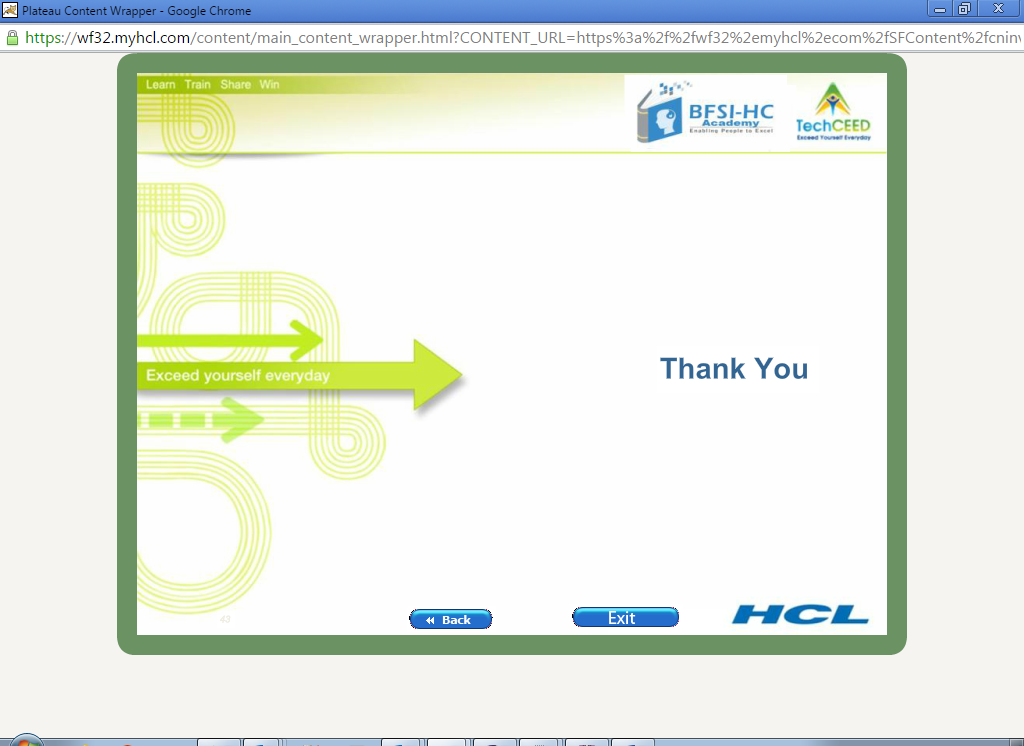 Plateau Content Wrapper - Google Chrome
https://wf32.myhcl.com/content/main_content_wrapper.html?CONTENT_URL=https%3a%2f%2fwf32%2emyhcl%2ecom%2fSFContent%2fcninv
Learn Train Share Win
BFSI-HC
Academy
Enabling People to Excel
TechCEED
Exceed Yourself Everyday
Thank You
Exceed yourself everyday
43
Back
Exit
HCL